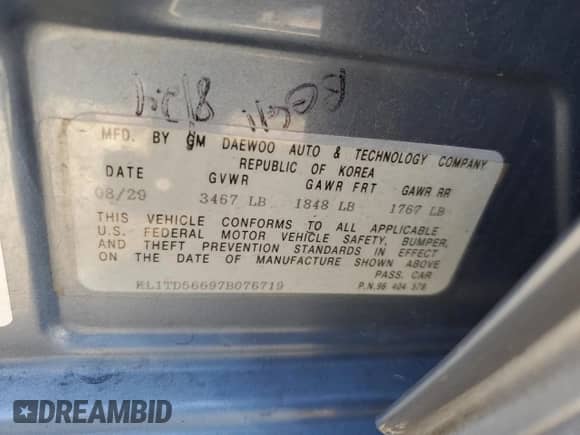 MFD. BY GM DAEWOO AUTO & TECHNOLOGY COMPANY
REPUBLIC OF KOREA
DATE GVWR GAWR FRT GAWR RR
08/29 3467 LB 1848 LB 1767 LB
THIS VEHICLE CONFORMS TO ALL APPLICABLE
U.S. FEDERAL MOTOR VEHICLE SAFETY, BUMPER,
AND THEFT PREVENTION STANDARDS IN EFFECT
ON THE DATE OF MANUFACTURE SHOWN ABOVE
PASS. CAR
KL1TD56697B076719 P.N.96 404 578
DREAMBID